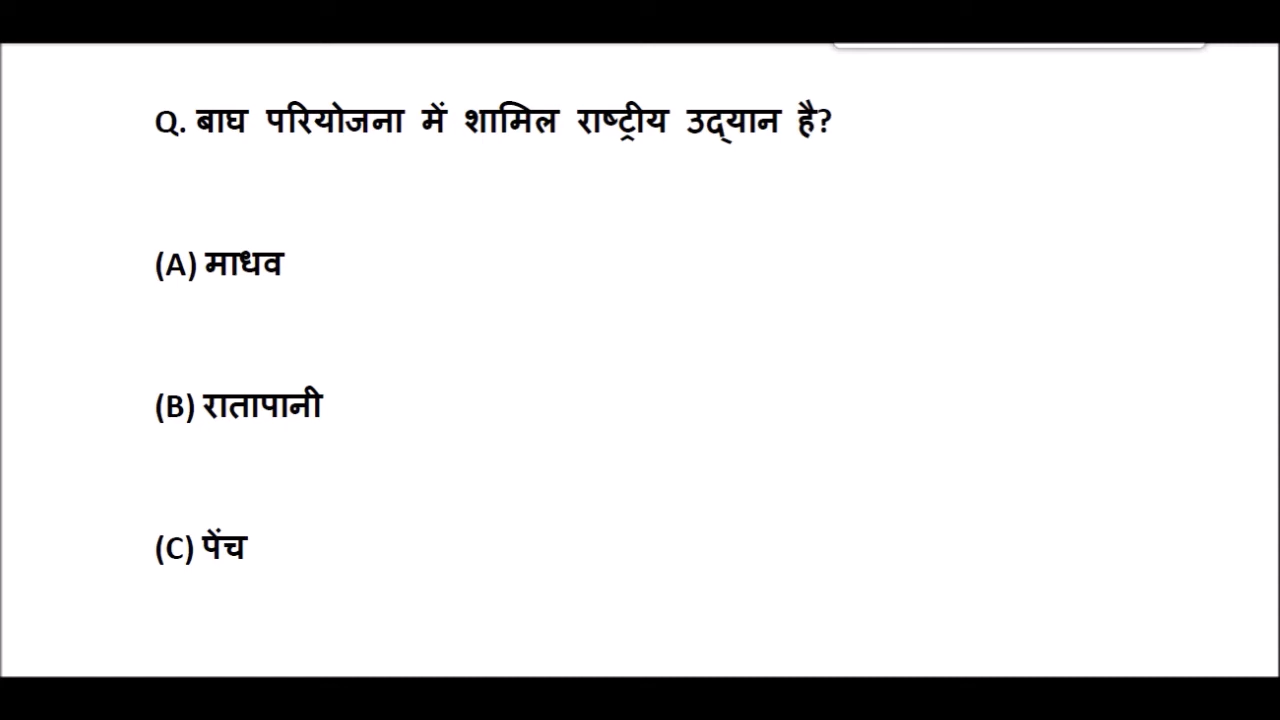 Q. बाघ परियोजना में शामिल राष्ट्रीय उद्यान है?
(A) माधव
(B) रातापानी
(C) पेंच